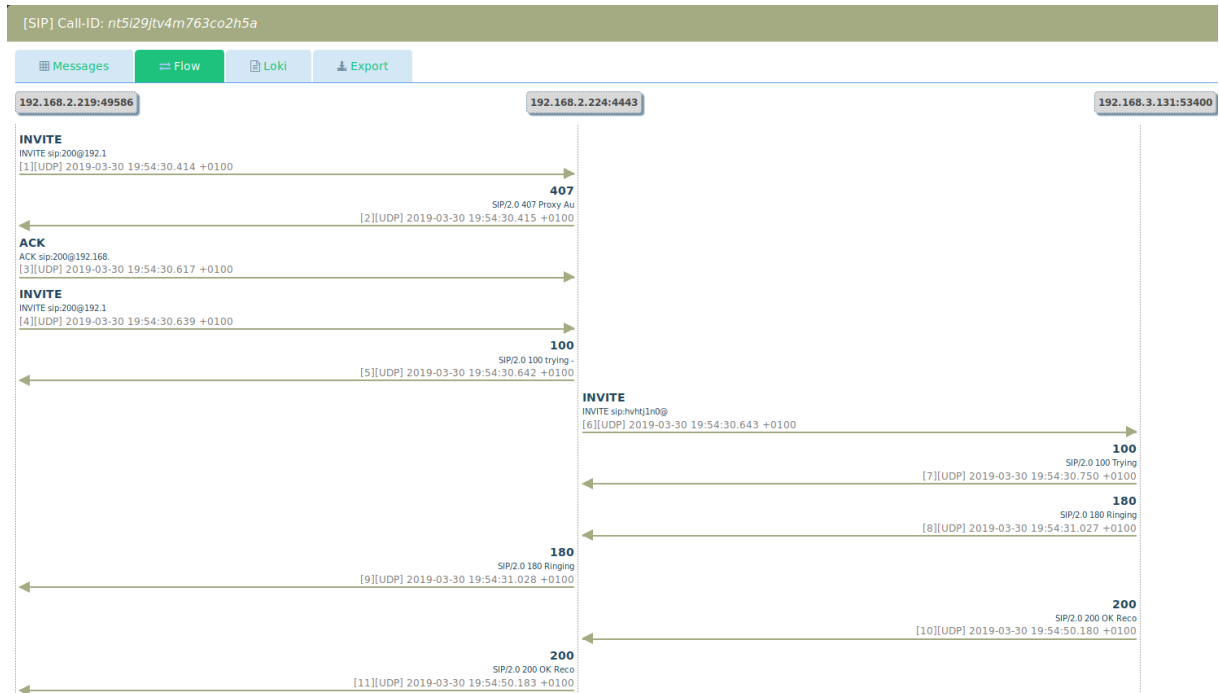 [SIP] Call-ID: nt5i29jtv4m763co2h5a
Messages Flow Loki Export
192.168.2.219:49586 192.168.2.224:4443 192.168.3.131:53400
INVITE
INVITE sip:200@192.1
[1][UDP] 2019-03-30 19:54:30.414 +0100
407
SIP/2.0 407 Proxy Au
[2][UDP] 2019-03-30 19:54:30.415 +0100
ACK
ACK sip:200@192.168.
[3][UDP] 2019-03-30 19:54:30.617 +0100
INVITE
INVITE sip:200@192.1
[4][UDP] 2019-03-30 19:54:30.639 +0100
100
SIP/2.0 100 trying -
[5][UDP] 2019-03-30 19:54:30.642 +0100
INVITE
INVITE sip:hvhtj1n0@
[6][UDP] 2019-03-30 19:54:30.643 +0100
100
SIP/2.0 100 Trying
[7][UDP] 2019-03-30 19:54:30.750 +0100
180
SIP/2.0 180 Ringing
[8][UDP] 2019-03-30 19:54:31.027 +0100
180
SIP/2.0 180 Ringing
[9][UDP] 2019-03-30 19:54:31.028 +0100
200
SIP/2.0 200 OK Reco
[10][UDP] 2019-03-30 19:54:50.180 +0100
200
SIP/2.0 200 OK Reco
[11][UDP] 2019-03-30 19:54:50.183 +0100